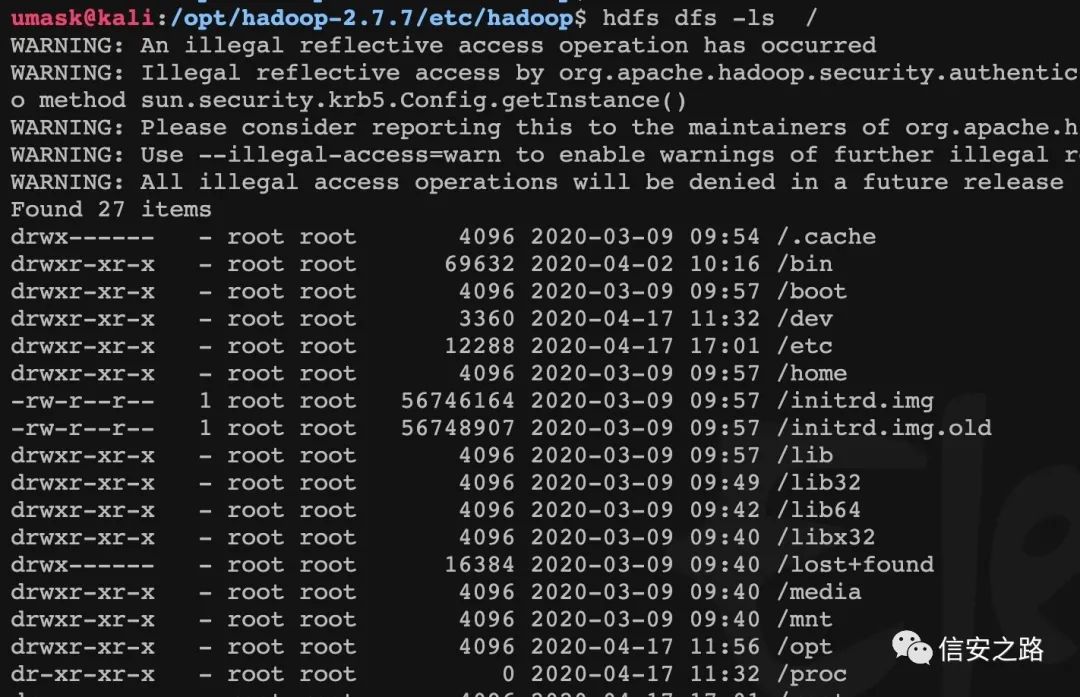 umask@kali:/opt/hadoop-2.7.7/etc/hadoop$ hdfs dfs -ls  /
WARNING: An illegal reflective access operation has occurred
WARNING: Illegal reflective access by org.apache.hadoop.security.authentic
o method sun.security.krb5.Config.getInstance()
WARNING: Please consider reporting this to the maintainers of org.apache.h
WARNING: Use --illegal-access=warn to enable warnings of further illegal r
WARNING: All illegal access operations will be denied in a future release
Found 27 items
drwx------   - root root       4096 2020-03-09 09:54 /.cache
drwxr-xr-x   - root root      69632 2020-04-02 10:16 /bin
drwxr-xr-x   - root root       4096 2020-03-09 09:57 /boot
drwxr-xr-x   - root root       3360 2020-04-17 11:32 /dev
drwxr-xr-x   - root root      12288 2020-04-17 17:01 /etc
drwxr-xr-x   - root root       4096 2020-03-09 09:57 /home
-rw-r--r--   1 root root   56746164 2020-03-09 09:57 /initrd.img
-rw-r--r--   1 root root   56748907 2020-03-09 09:57 /initrd.img.old
drwxr-xr-x   - root root       4096 2020-03-09 09:57 /lib
drwxr-xr-x   - root root       4096 2020-03-09 09:49 /lib32
drwxr-xr-x   - root root       4096 2020-03-09 09:42 /lib64
drwxr-xr-x   - root root       4096 2020-03-09 09:40 /libx32
drwx------   - root root      16384 2020-03-09 09:40 /lost+found
drwxr-xr-x   - root root       4096 2020-03-09 09:40 /media
drwxr-xr-x   - root root       4096 2020-03-09 09:40 /mnt
drwxr-xr-x   - root root       4096 2020-04-17 11:56 /opt
dr-xr-xr-x   - root root          0 2020-04-17 11:32 /proc
信安之路